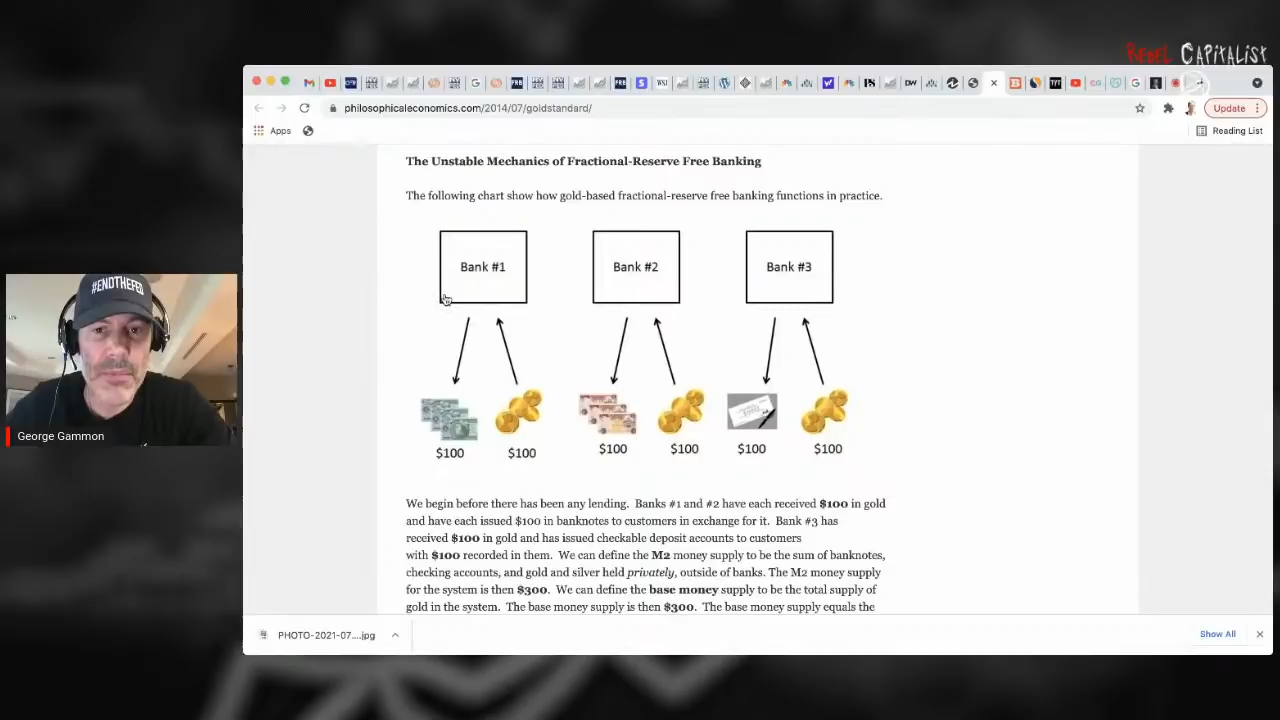 REBEL CAPITALIST
philosophicaleconomics.com/2014/07/goldstandard/
Update
Apps
Reading List
The Unstable Mechanics of Fractional-Reserve Free Banking
The following chart show how gold-based fractional-reserve free banking functions in practice.
Bank #1
Bank #2
Bank #3
$100
$100
$100
$100
$100
$100
We begin before there has been any lending. Banks #1 and #2 have each received $100 in gold
and have each issued $100 in banknotes to customers in exchange for it. Bank #3 has
received $100 in gold and has issued checkable deposit accounts to customers
with $100 recorded in them. We can define the M2 money supply to be the sum of banknotes,
checking accounts, and gold and silver held privately, outside of banks. The M2 money supply
for the system is then $300. We can define the base money supply to be the total supply of
gold in the system. The base money supply is then $300. The base money supply equals the
#ENDTHEFED
George Gammon
PHOTO-2021-07....jpg
Show All